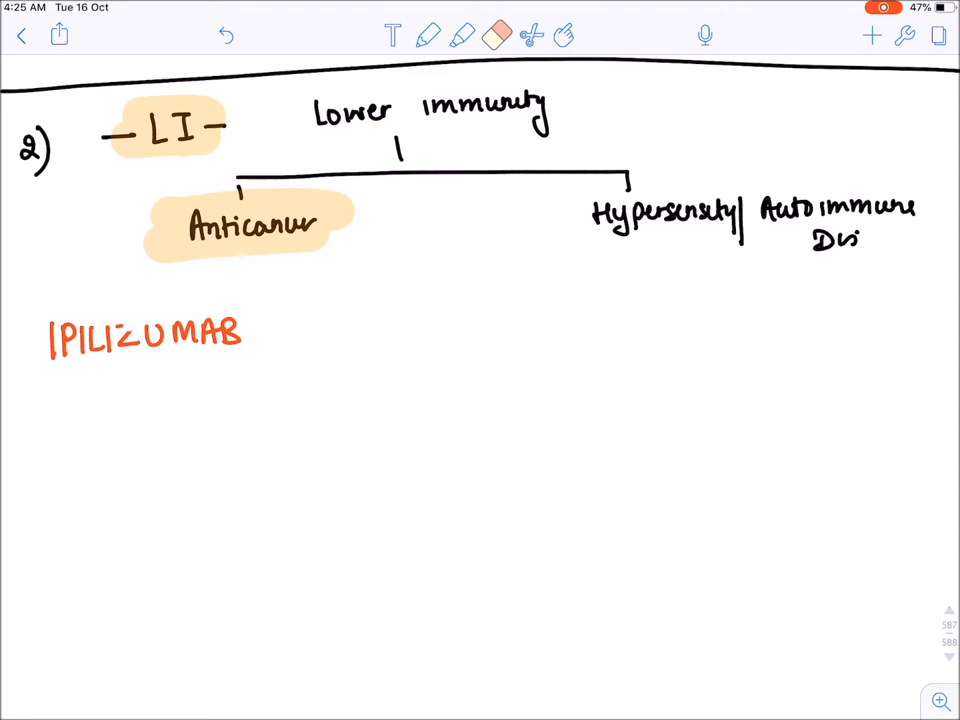 4:25 AM Tue 16 Oct 47%
2) - LI - Lower immunity
Anticancer Hypersensity | Autoimmune
Dis
IPILIZUMAB
587
588